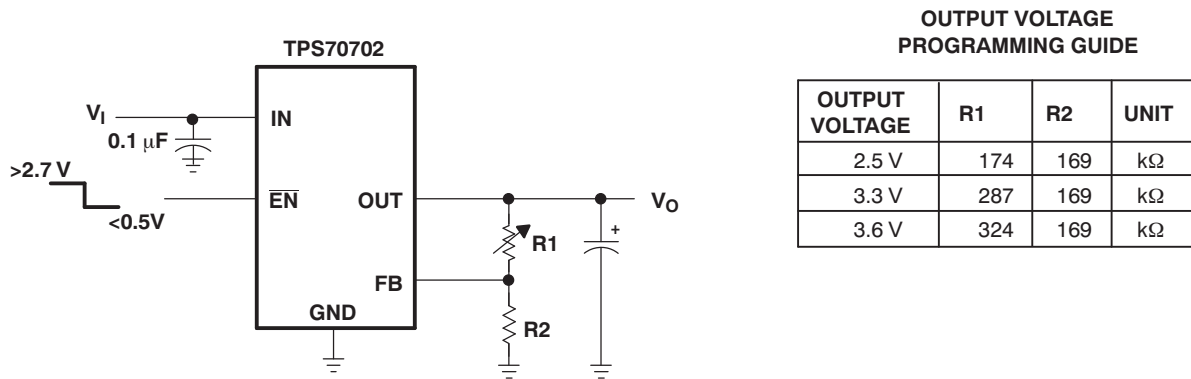 TPS70702
V_I
IN
0.1 μF
>2.7 V
<0.5V
E̅N̅
OUT
V_O
R1
+
FB
GND
R2
OUTPUT VOLTAGE
PROGRAMMING GUIDE
OUTPUT
VOLTAGE R1 R2 UNIT
2.5 V 174 169 kΩ
3.3 V 287 169 kΩ
3.6 V 324 169 kΩ